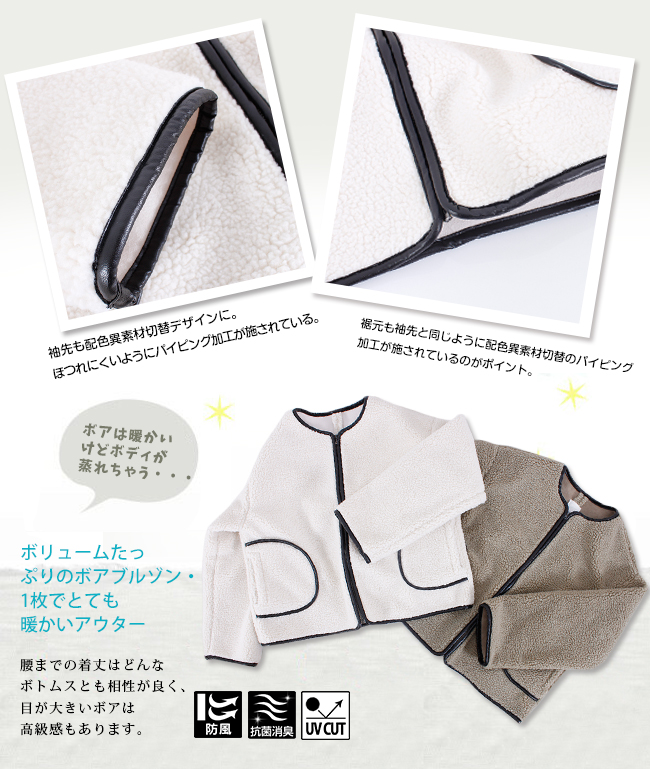 袖先も配色異素材切替デザインに。
ほつれにくいようにパイピング加工が施されている。
裾元も袖先と同じように配色異素材切替のパイピング
加工が施されているのがポイント。
ボアは暖かい
けどボディが
蒸れちゃう・・・
ボリュームたっ
ぷりのボアブルゾン・
1枚でとても
暖かいアウター
腰までの着丈はどんな
ボトムスとも相性が良く、
目が大きいボアは
高級感もあります。
防風
抗菌消臭
UV CUT